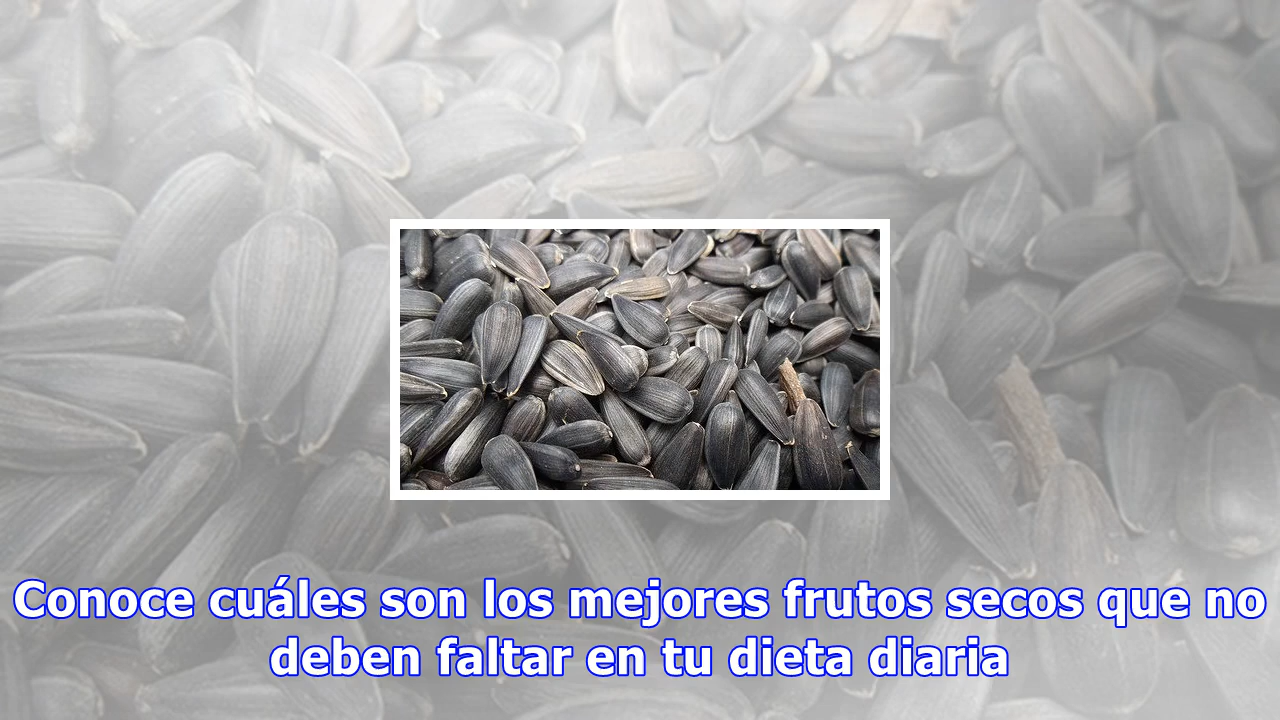 Conoce cuáles son los mejores frutos secos que no
deben faltar en tu dieta diaria